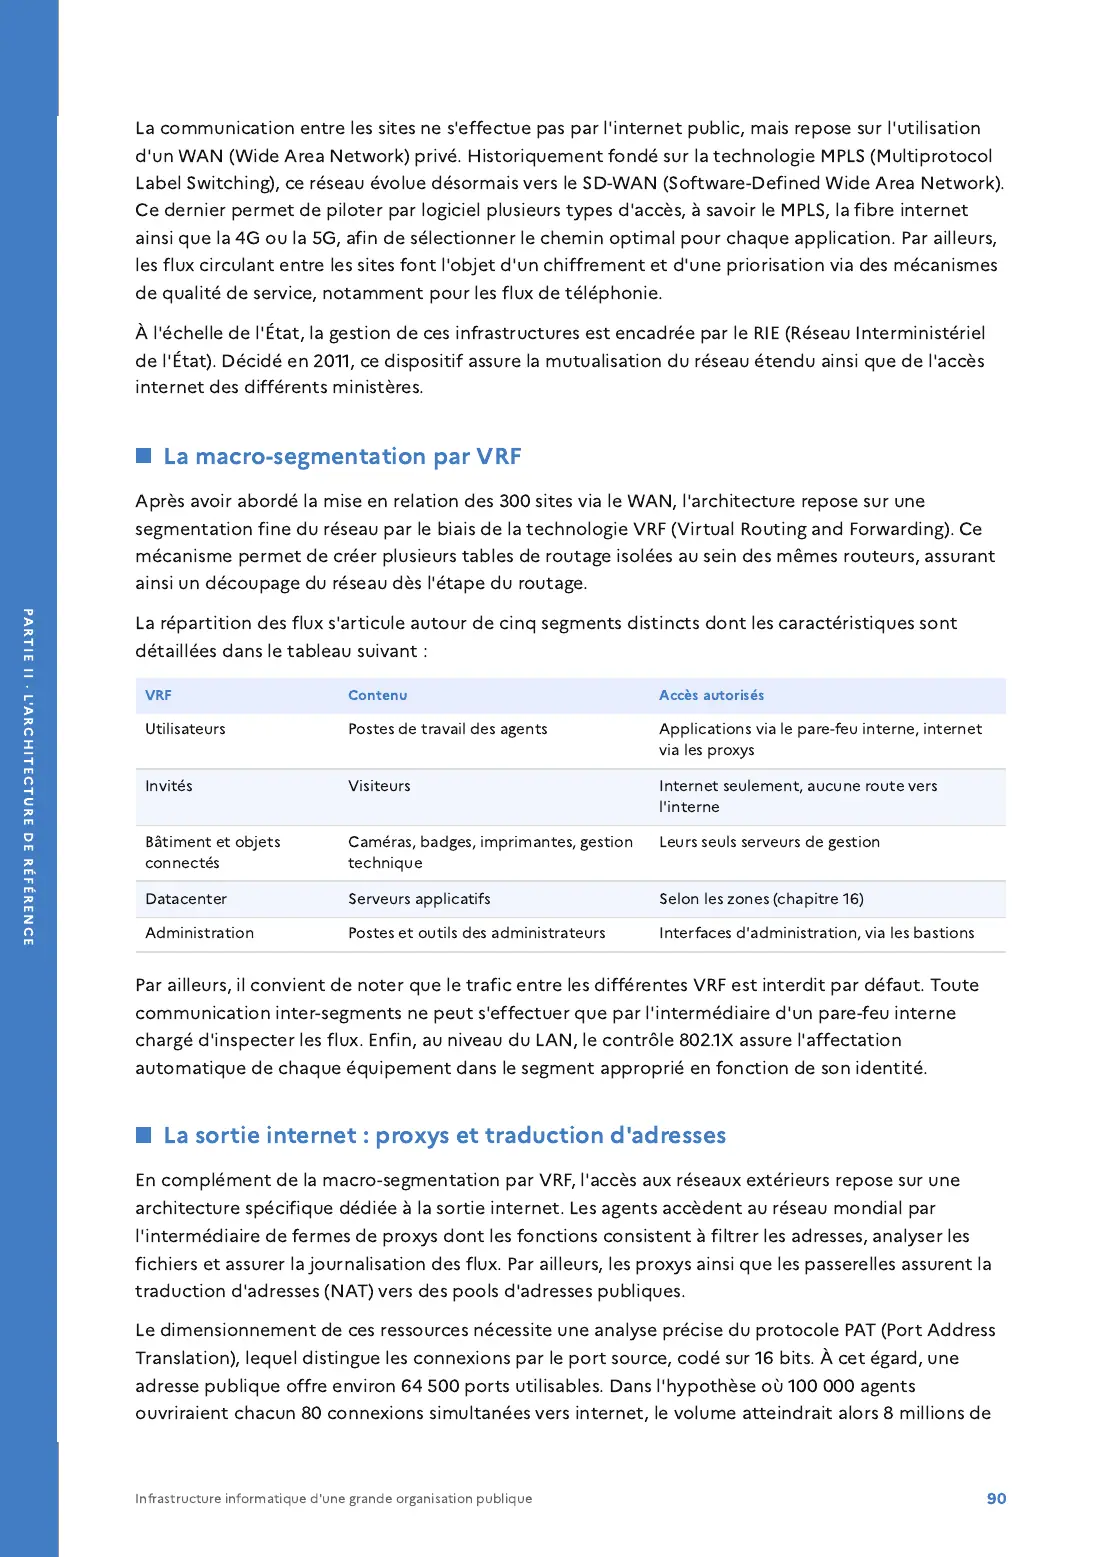 La communication entre les sites ne s'effectue pas par l'internet public, mais repose sur l'utilisation
d'un WAN (Wide Area Network) privé. Historiquement fondé sur la technologie MPLS (Multiprotocol
Label Switching), ce réseau évolue désormais vers le SD-WAN (Software-Defined Wide Area Network).
Ce dernier permet de piloter par logiciel plusieurs types d'accès, à savoir le MPLS, la fibre internet
ainsi que la 4G ou la 5G, afin de sélectionner le chemin optimal pour chaque application. Par ailleurs,
les flux circulant entre les sites font l'objet d'un chiffrement et d'une priorisation via des mécanismes
de qualité de service, notamment pour les flux de téléphonie.
À l'échelle de l'État, la gestion de ces infrastructures est encadrée par le RIE (Réseau Interministériel
de l'État). Décidé en 2011, ce dispositif assure la mutualisation du réseau étendu ainsi que de l'accès
internet des différents ministères.
La macro-segmentation par VRF
Après avoir abordé la mise en relation des 300 sites via le WAN, l'architecture repose sur une
segmentation fine du réseau par le biais de la technologie VRF (Virtual Routing and Forwarding). Ce
mécanisme permet de créer plusieurs tables de routage isolées au sein des mêmes routeurs, assurant
ainsi un découpage du réseau dès l'étape du routage.
La répartition des flux s'articule autour de cinq segments distincts dont les caractéristiques sont
détaillées dans le tableau suivant :
VRF Contenu Accès autorisés
Utilisateurs Postes de travail des agents Applications via le pare-feu interne, internet
via les proxys
Invités Visiteurs Internet seulement, aucune route vers
l'interne
Bâtiment et objets Caméras, badges, imprimantes, gestion Leurs seuls serveurs de gestion
connectés technique
Datacenter Serveurs applicatifs Selon les zones (chapitre 16)
Administration Postes et outils des administrateurs Interfaces d'administration, via les bastions
Par ailleurs, il convient de noter que le trafic entre les différentes VRF est interdit par défaut. Toute
communication inter-segments ne peut s'effectuer que par l'intermédiaire d'un pare-feu interne
chargé d'inspecter les flux. Enfin, au niveau du LAN, le contrôle 802.1X assure l'affectation
automatique de chaque équipement dans le segment approprié en fonction de son identité.
La sortie internet : proxys et traduction d'adresses
En complément de la macro-segmentation par VRF, l'accès aux réseaux extérieurs repose sur une
architecture spécifique dédiée à la sortie internet. Les agents accèdent au réseau mondial par
l'intermédiaire de fermes de proxys dont les fonctions consistent à filtrer les adresses, analyser les
fichiers et assurer la journalisation des flux. Par ailleurs, les proxys ainsi que les passerelles assurent la
traduction d'adresses (NAT) vers des pools d'adresses publiques.
Le dimensionnement de ces ressources nécessite une analyse précise du protocole PAT (Port Address
Translation), lequel distingue les connexions par le port source, codé sur 16 bits. À cet égard, une
adresse publique offre environ 64 500 ports utilisables. Dans l'hypothèse où 100 000 agents
ouvriraient chacun 80 connexions simultanées vers internet, le volume atteindrait alors 8 millions de
PARTIE II · L'ARCHITECTURE DE RÉFÉRENCE
Infrastructure informatique d'une grande organisation publique 90